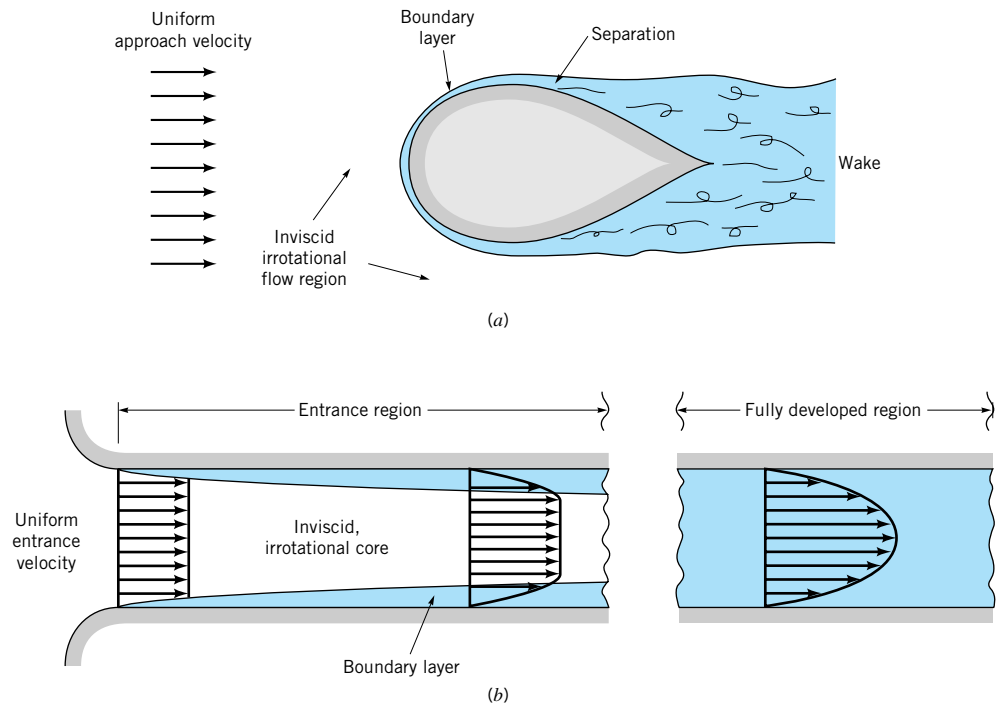 Uniform
approach velocity
Boundary
layer
Separation
Wake
Inviscid
irrotational
flow region
(a)
Entrance region
Fully developed region
Uniform
entrance
velocity
Inviscid,
irrotational core
Boundary layer
(b)